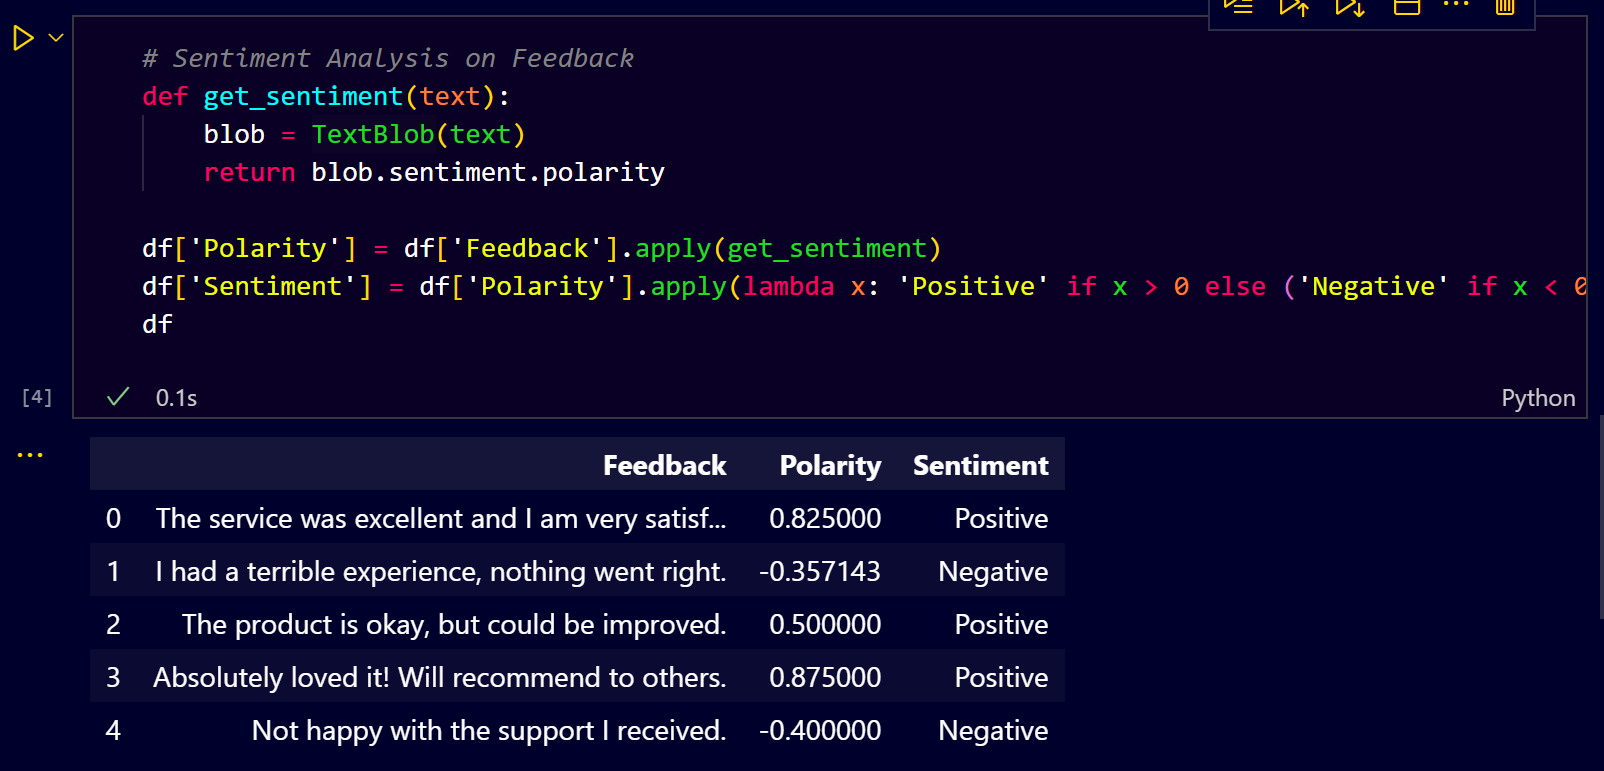 # Sentiment Analysis on Feedback
def get_sentiment(text):
    blob = TextBlob(text)
    return blob.sentiment.polarity
df['Polarity'] = df['Feedback'].apply(get_sentiment)
df['Sentiment'] = df['Polarity'].apply(lambda x: 'Positive' if x > 0 else ('Negative' if x < 0
df
[4] 0.1s Python
Feedback Polarity Sentiment
0 The service was excellent and I am very satisf... 0.825000 Positive
1 I had a terrible experience, nothing went right. -0.357143 Negative
2 The product is okay, but could be improved. 0.500000 Positive
3 Absolutely loved it! Will recommend to others. 0.875000 Positive
4 Not happy with the support I received. -0.400000 Negative